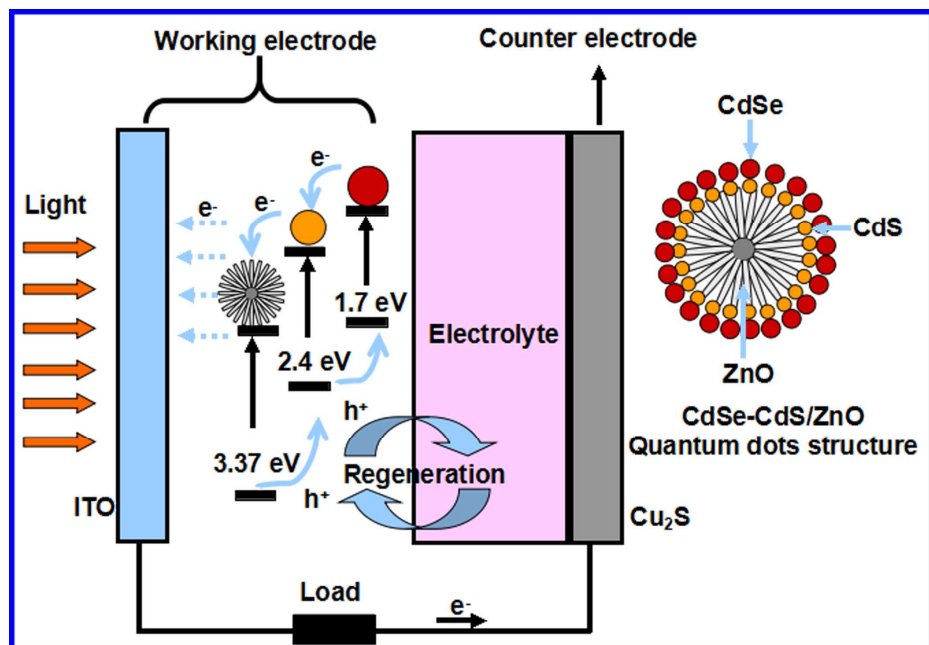 Working electrode
Counter electrode
CdSe
e⁻
e⁻
Light
e⁻
CdS
1.7 eV
Electrolyte
2.4 eV
ZnO
h⁺
CdSe-CdS/ZnO
Quantum dots structure
3.37 eV
Regeneration
h⁺
ITO
Cu₂S
Load
e⁻